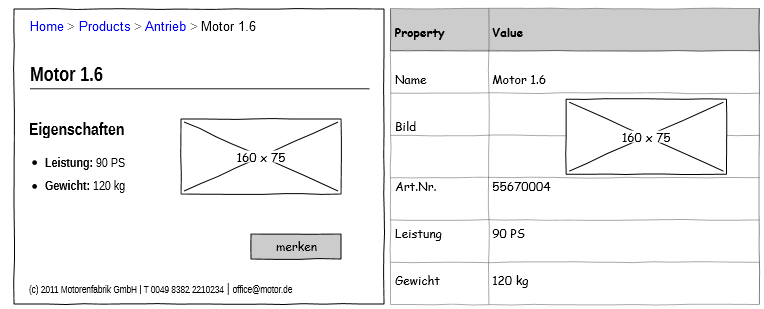 Home > Products > Antrieb > Motor 1.6
Motor 1.6
Eigenschaften
• Leistung: 90 PS
• Gewicht: 120 kg
160 x 75
merken
(c) 2011 Motorenfabrik GmbH | T 0049 8382 2210234 | office@motor.de
Property Value
Name Motor 1.6
Bild
160 x 75
Art.Nr. 55670004
Leistung 90 PS
Gewicht 120 kg